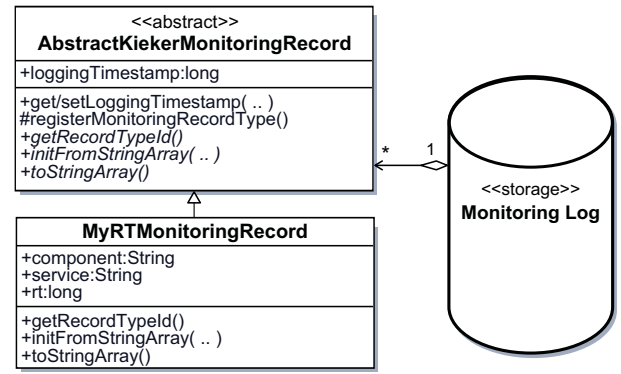 <<abstract>>
AbstractKiekerMonitoringRecord
+loggingTimestamp:long
+get/setLoggingTimestamp( .. )
#registerMonitoringRecordType()
+getRecordTypeId()
+initFromStringArray( .. )
+toStringArray()
* 1
<<storage>>
Monitoring Log
MyRTMonitoringRecord
+component:String
+service:String
+rt:long
+getRecordTypeId()
+initFromStringArray( .. )
+toStringArray()